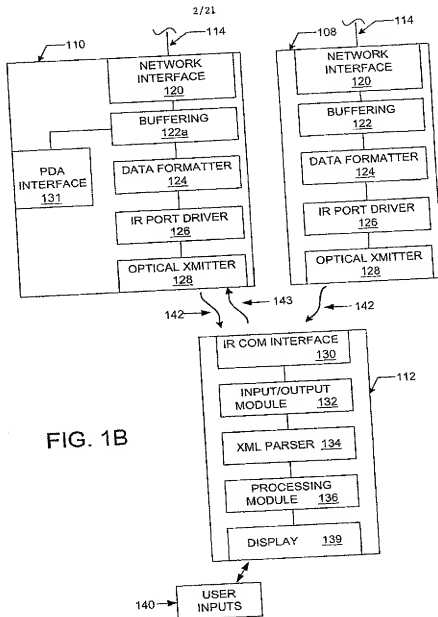 2/21
110
114
NETWORK
INTERFACE
120
BUFFERING
122a
PDA
INTERFACE
131
DATA FORMATTER
124
IR PORT DRIVER
126
OPTICAL XMITTER
128
108
114
NETWORK
INTERFACE
120
BUFFERING
122
DATA FORMATTER
124
IR PORT DRIVER
126
OPTICAL XMITTER
128
142
143
142
IR COM INTERFACE
130
112
INPUT/OUTPUT
MODULE 132
XML PARSER 134
PROCESSING
MODULE 136
DISPLAY 139
FIG. 1B
140
USER
INPUTS